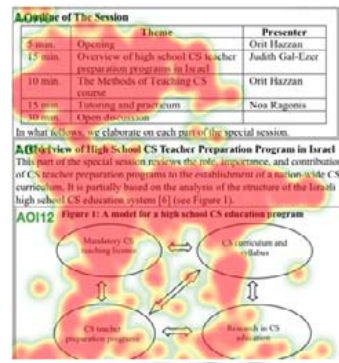 Outline of The Session
Theme Presenter
5 min. Opening Orit Hazzan
15 min. Overview of high school CS teacher preparation programs in Israel Judith Gal-Ezer
10 min. The Methods of Teaching CS course Orit Hazzan
15 min Tutoring and practicum Noa Ragonis
30 min. Open discussion
In what follows, we elaborate on each part of the special session.
Overview of High School CS Teacher Preparation Program in Israel
This part of the special session reviews the role, importance, and contribution
of CS teacher preparation programs to the establishment of a nation-wide CS
curriculum. It is partially based on the analysis of the structure of the Israeli
high school CS education system [6] (see Figure 1).
AOI12 Figure 1: A model for a high school CS education program
Mandatory CS teaching licence
CS curriculum and syllabus
CS teacher preparation programs
Research in CS education